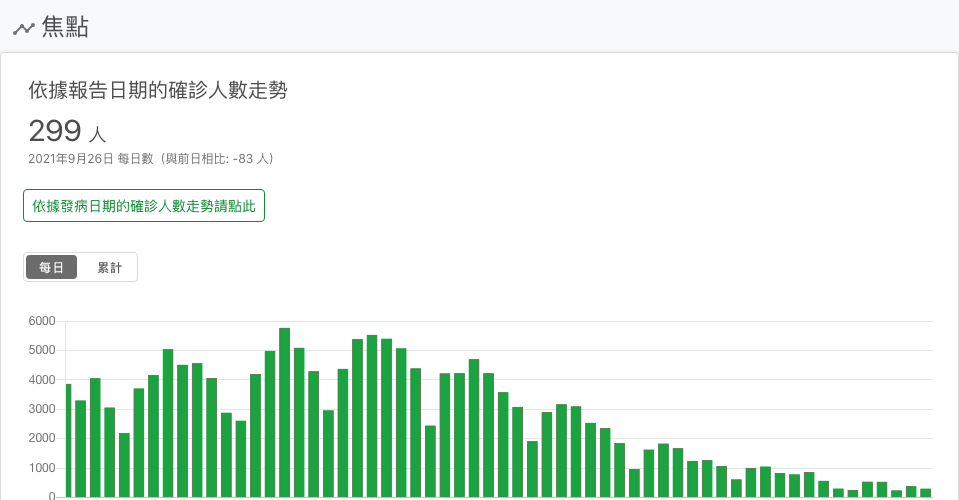 焦點
依據報告日期的確診人數走勢
299 人
2021年9月26日 每日數（與前日相比: -83 人）
依據發病日期的確診人數走勢請點此
每日 累計
6000
5000
4000
3000
2000
1000
0